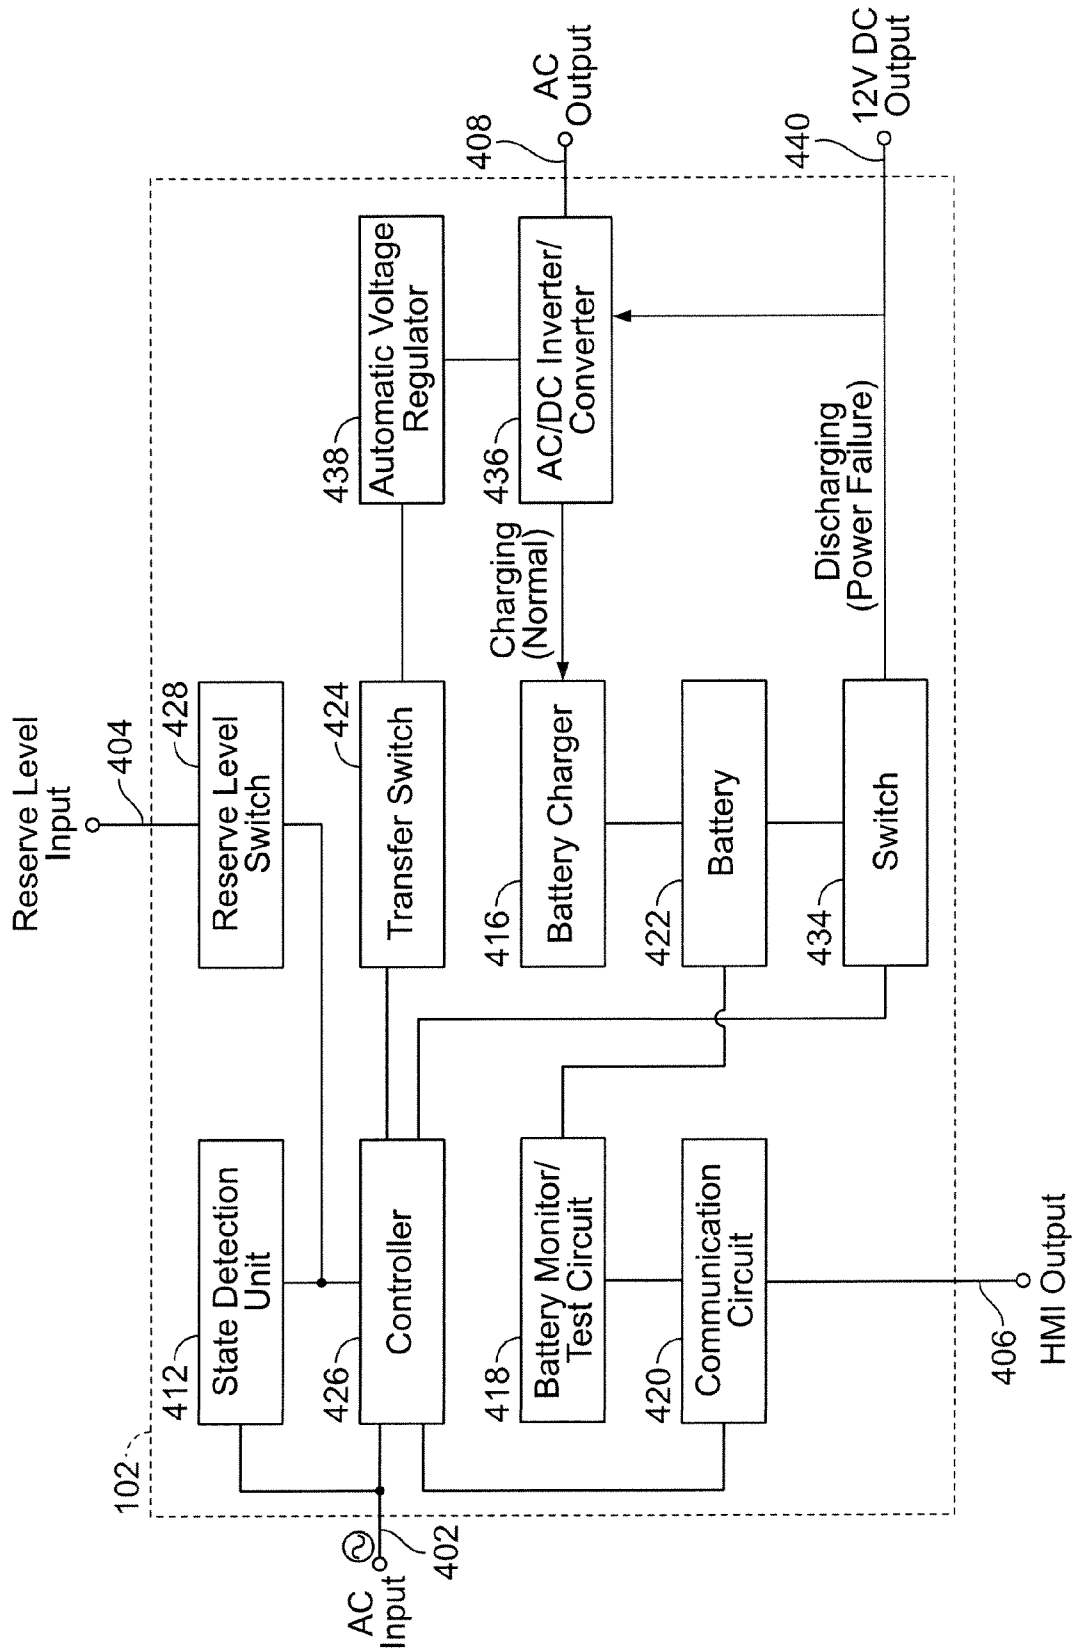 Reserve Level
Input
404
102
412
State Detection
Unit
428
Reserve Level
Switch
AC
Input
402
426
Controller
424
Transfer Switch
438
Automatic Voltage
Regulator
418
Battery Monitor/
Test Circuit
416
Battery Charger
Charging
(Normal)
436
AC/DC Inverter/
Converter
408
AC
Output
420
Communication
Circuit
422
Battery
434
Switch
Discharging
(Power Failure)
440
12V DC
Output
406
HMI Output